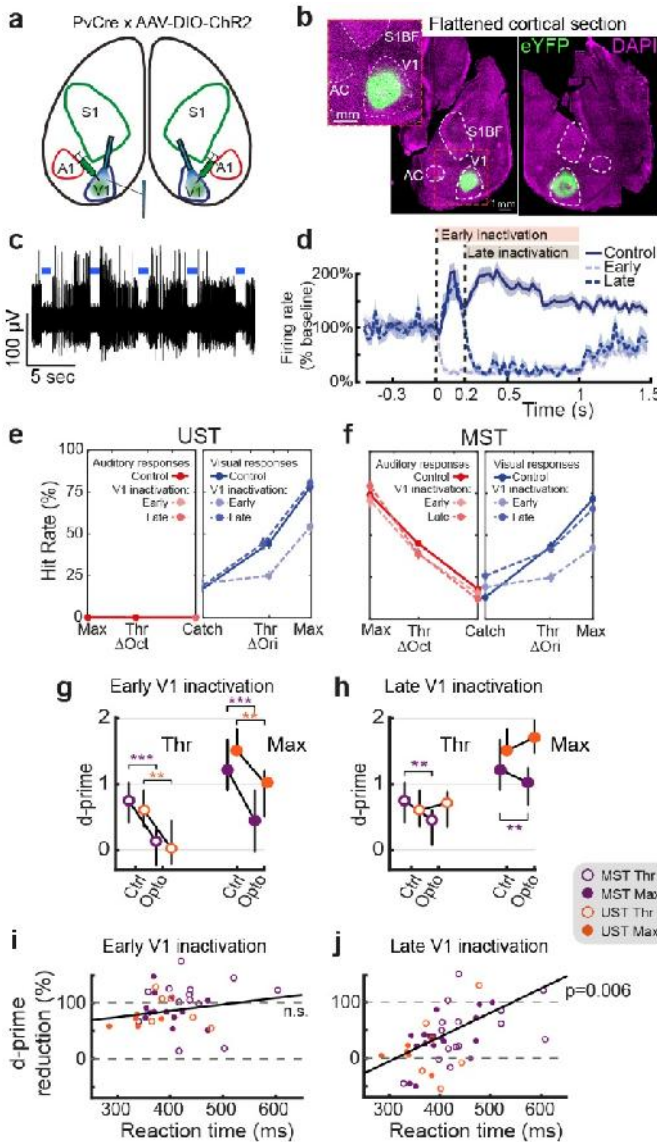 a
PvCre x AAV-DIO-ChR2
S1
S1
A1
A1
V1
V1
b
Flattened cortical section
S1BF
V1
AC
mm
eYFP
DAPI
S1BF
V1
AC
1mm
c
100 µV
5 sec
d
Early inactivation
Late inactivation
Control
Early
Late
Firing rate
(% baseline)
200%
100%
0%
-0.3
0
0.2
0.5
1
1.5
Time (s)
e
UST
Hit Rate (%)
100
75
50
25
0
Auditory responses
Control
V1 inactivation:
Early
Late
Visual responses
Control
V1 inactivation:
Early
Late
Max
Thr
Catch
Thr
Max
ΔOct
ΔOri
f
MST
Auditory responses
Control
V1 inactivation:
Early
Late
Visual responses
Control
V1 inactivation:
Early
Late
Max
Thr
Catch
Thr
Max
ΔOct
ΔOri
g
Early V1 inactivation
d-prime
2
1
0
***
**
Thr
***
**
Max
Ctrl
Opto
Ctrl
Opto
h
Late V1 inactivation
d-prime
2
1
0
**
Thr
Max
**
Ctrl
Opto
Ctrl
Opto
MST Thr
MST Max
UST Thr
UST Max
i
Early V1 inactivation
d-prime
reduction (%)
100
0
n.s.
300
400
500
600
Reaction time (ms)
j
Late V1 inactivation
100
0
p=0.006
300
400
500
600
Reaction time (ms)